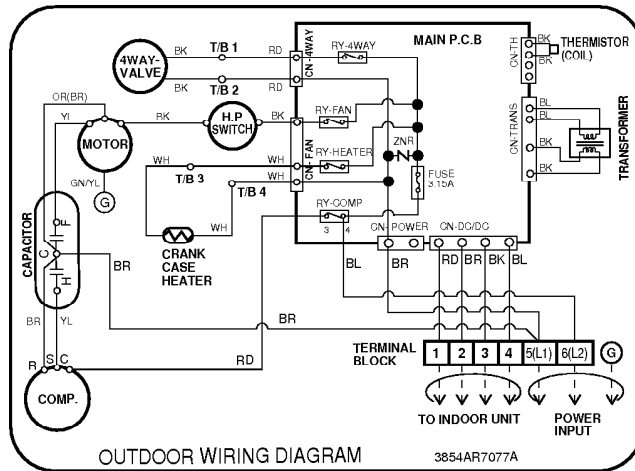 MAIN P.C.B
4WAY-
VALVE
BK
T/B 1
RD
BK
T/B 2
RD
CN-4WAY
RY-4WAY
CN-TH
BK
BK
THERMISTOR
(COIL)
OR(BR)
YL
MOTOR
BK
H.P
SWITCH
BK
RY-FAN
ZNR
CN-FAN
RY-HEATER
FUSE
3.15A
CN-TRANS
BL
BL
BK
BK
TRANSFORMER
GN/YL
G
WH
T/B 3
WH
T/B 4
WH
WH
CRANK
CASE
HEATER
RY-COMP
3 4
CN-POWER
CN-DC/DC
BL
BR
RD
BR
BK
BL
CAPACITOR
F
C
H
BR
BR
BR
YL
R
S
C
RD
COMP.
TERMINAL
BLOCK
1
2
3
4
5(L1)
6(L2)
G
TO INDOOR UNIT
POWER
INPUT
OUTDOOR WIRING DIAGRAM
3854AR7077A